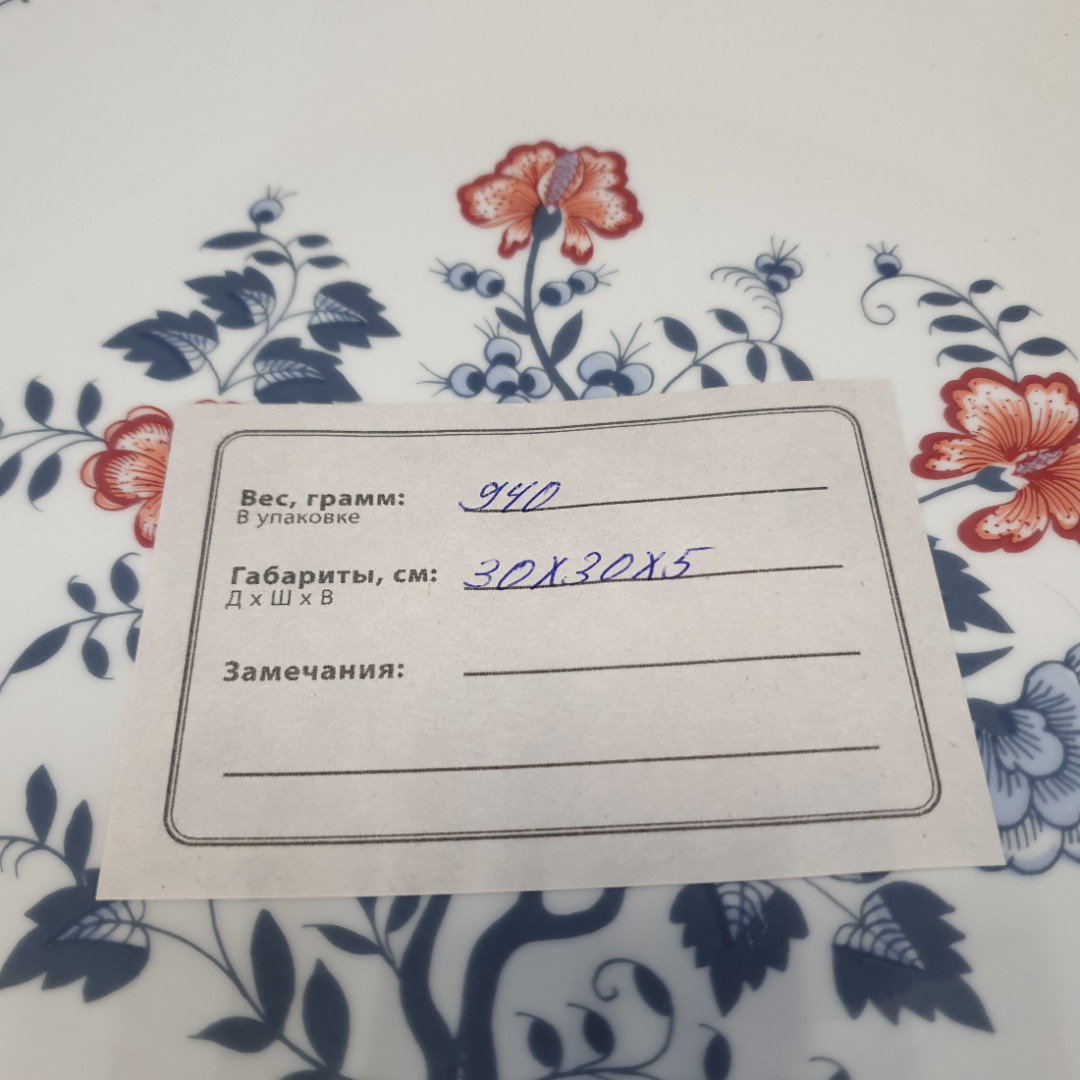 Вес, грамм: 940
В упаковке
Габариты, см: 30х30х5
Д х Ш х В
Замечания: